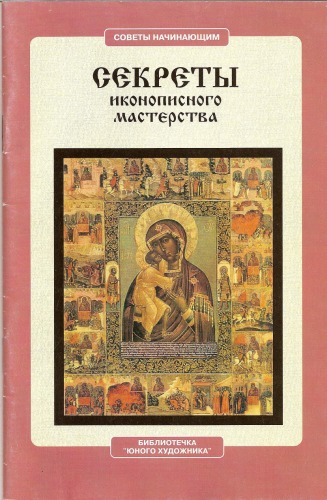 СОВЕТЫ НАЧИНАЮЩИМ
СЕКРЕТЫ
ИКОНОПИСНОГО
МАСТЕРСТВА
БИБЛИОТЕЧКА
"ЮНОГО ХУДОЖНИКА"